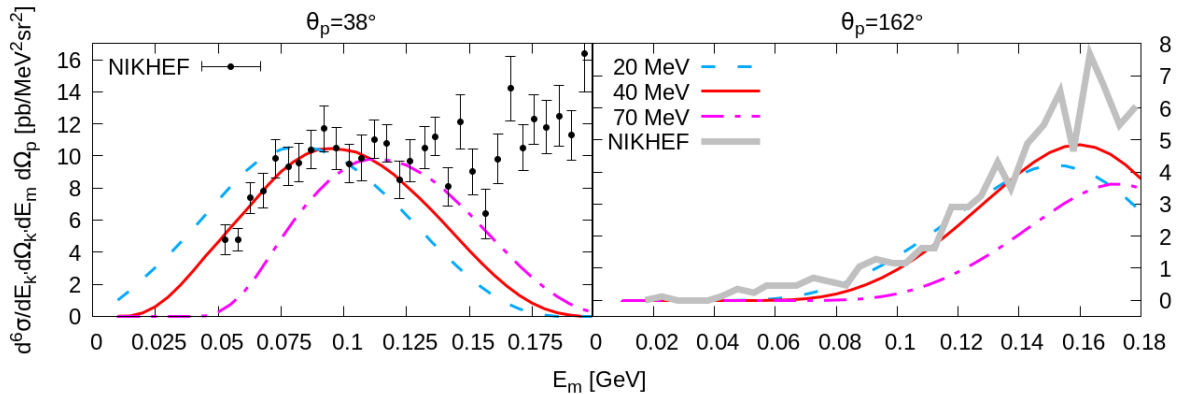 θp=38°
θp=162°
d⁶σ/dEk'dΩk'dEm dΩp [pb/MeV²sr²]
16
14
12
10
8
6
4
2
0
NIKHEF
20 MeV
40 MeV
70 MeV
NIKHEF
8
7
6
5
4
3
2
1
0
0 0.025 0.05 0.075 0.1 0.125 0.15 0.175
0 0.02 0.04 0.06 0.08 0.1 0.12 0.14 0.16 0.18
Em [GeV]